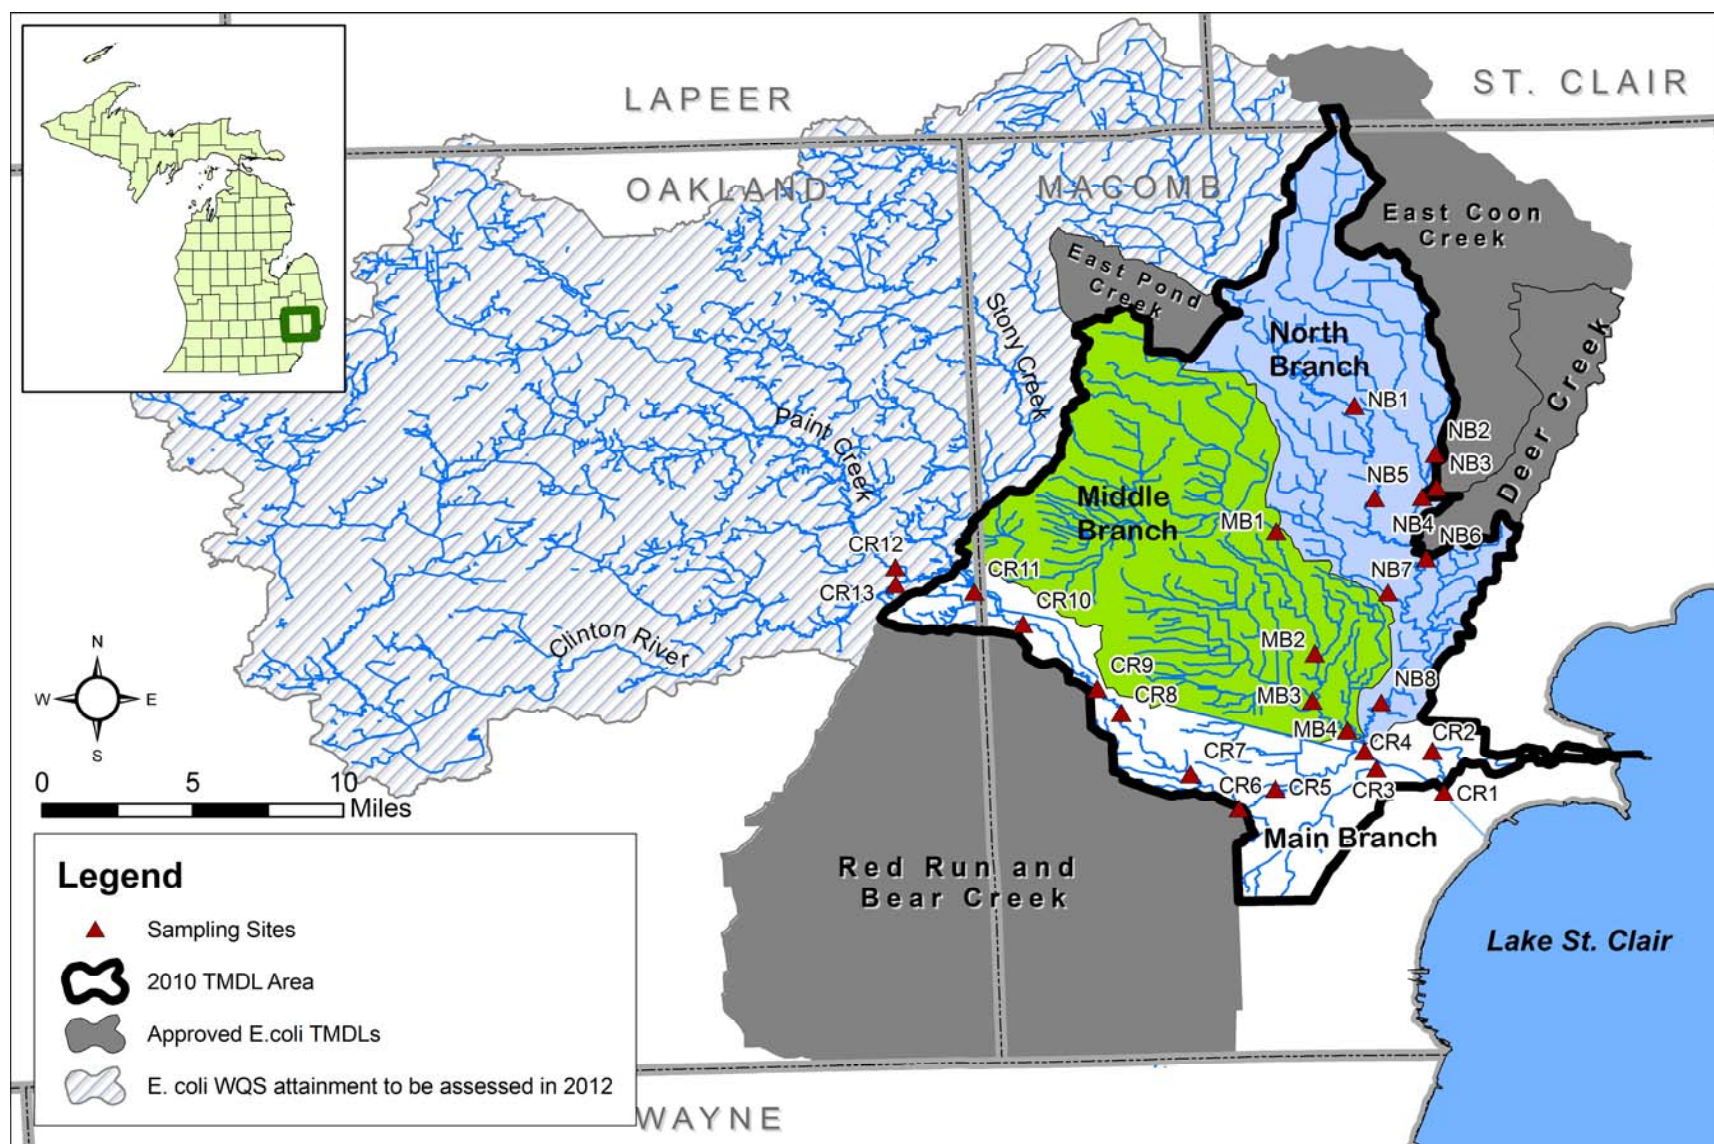 LAPEER
ST. CLAIR
OAKLAND
MACOMB
East Coon
Creek
East Pond
Creek
Stony Creek
North
Branch
Deer Creek
NB1
NB2
NB3
Paint Creek
NB5
Middle
Branch
MB1
NB4
NB6
CR12
CR11
NB7
CR13
CR10
Clinton River
MB2
N
W
E
S
CR9
NB8
CR8
MB3
MB4
CR2
CR4
CR7
0
5
10
Miles
CR6
CR5
CR3
CR1
Main Branch
Red Run and
Bear Creek
Lake St. Clair
Legend
Sampling Sites
2010 TMDL Area
Approved E.coli TMDLs
E. coli WQS attainment to be assessed in 2012
WAYNE